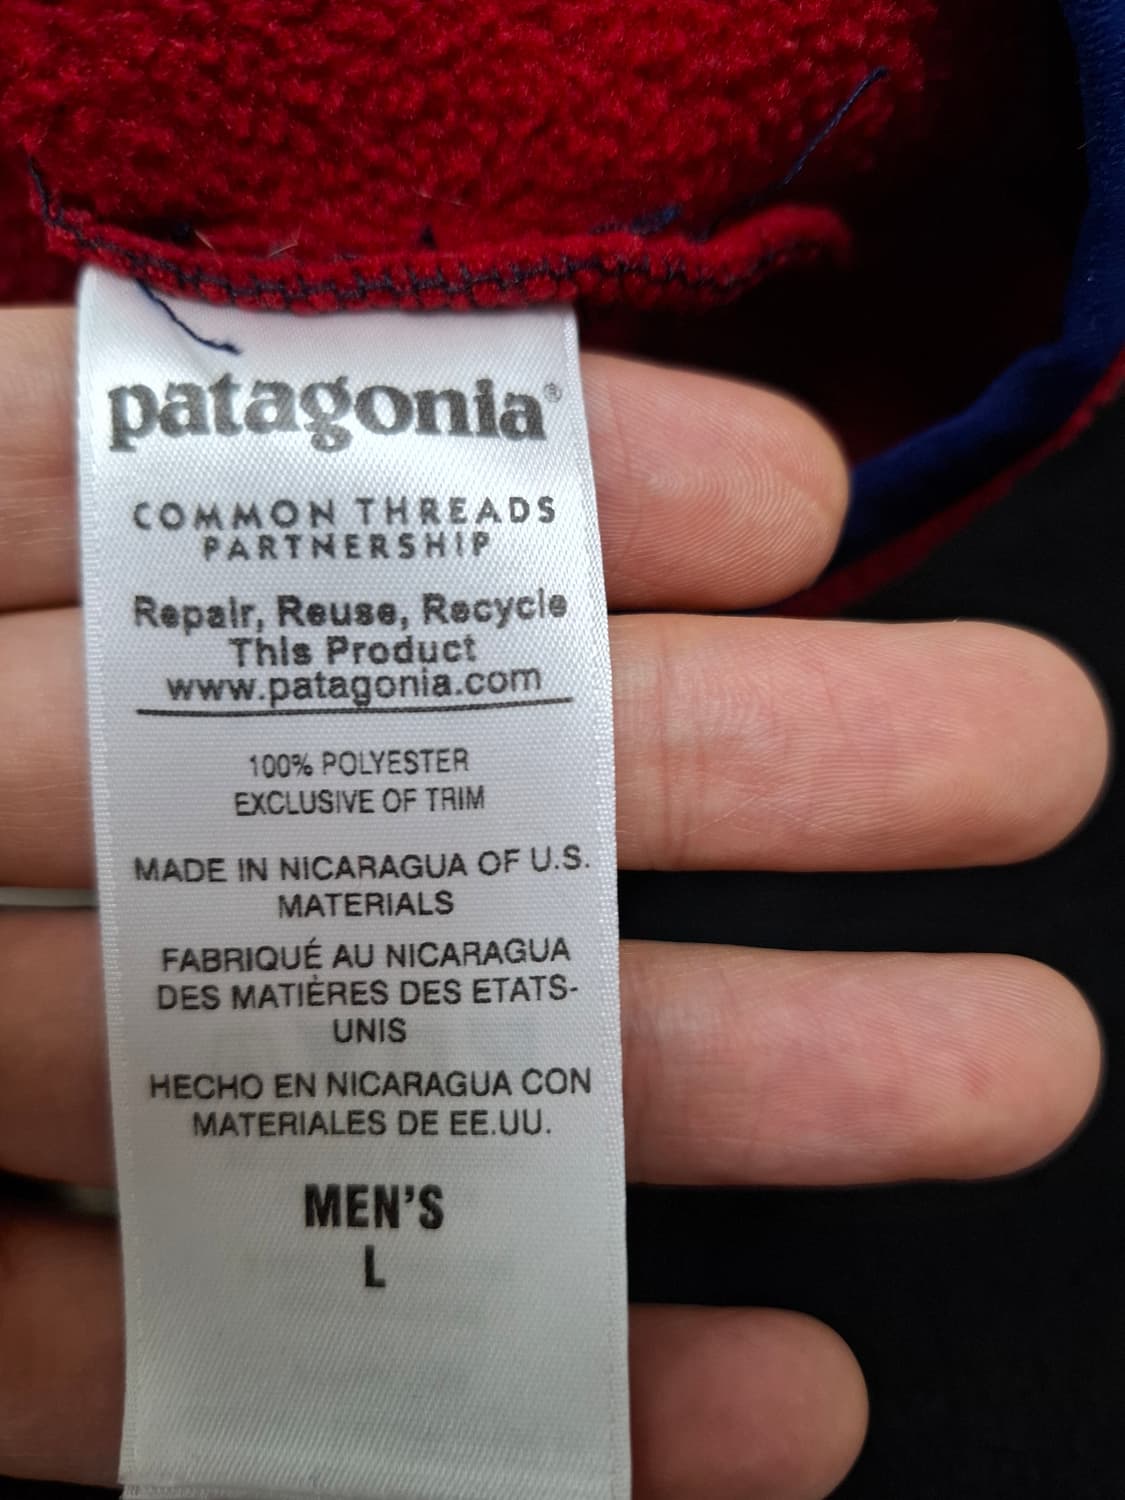 patagonia®
COMMON THREADS
PARTNERSHIP
Repair, Reuse, Recycle
This Product
www.patagonia.com
100% POLYESTER
EXCLUSIVE OF TRIM
MADE IN NICARAGUA OF U.S.
MATERIALS
FABRIQUÉ AU NICARAGUA
DES MATIÈRES DES ETATS-
UNIS
HECHO EN NICARAGUA CON
MATERIALES DE EE.UU.
MEN'S
L